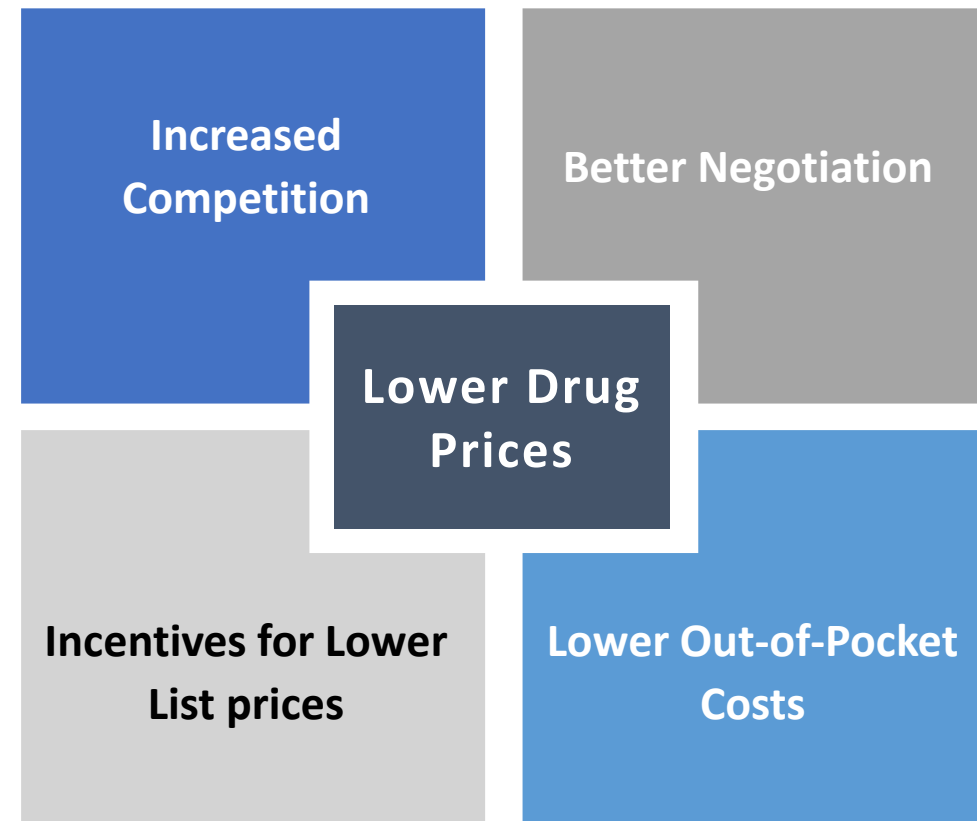 Increased
Competition
Better Negotiation
Lower Drug
Prices
Incentives for Lower
List prices
Lower Out-of-Pocket
Costs